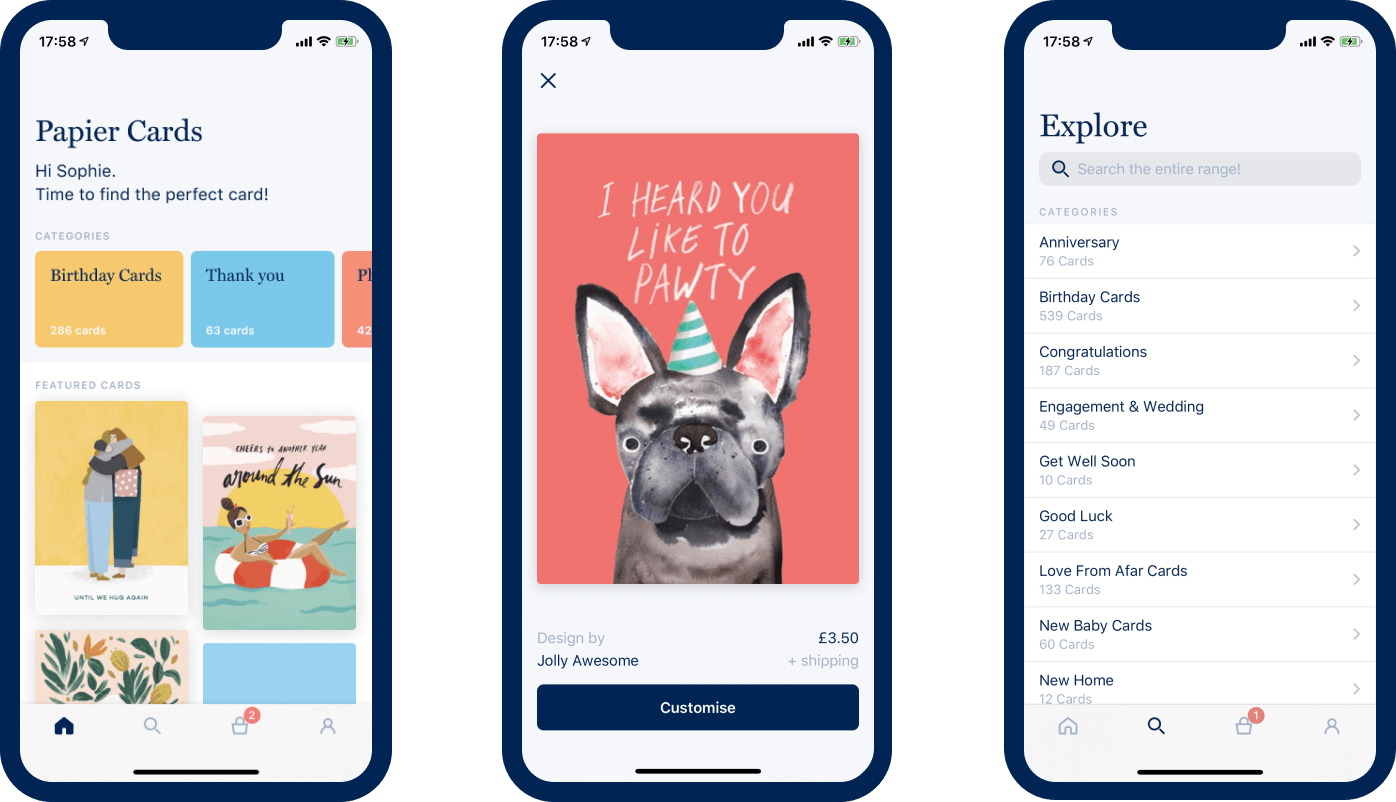 17:58
Papier Cards
Hi Sophie.
Time to find the perfect card!
CATEGORIES
Birthday Cards
286 cards
Thank you
63 cards
Ph
42
FEATURED CARDS
UNTIL WE HUG AGAIN
CHEERS to ANOTHER YEAR
around the Sun
2
17:58
I HEARD YOU
LIKE TO
PAWTY
Design by
£3.50
Jolly Awesome
+ shipping
Customise
17:58
Explore
Search the entire range!
CATEGORIES
Anniversary
76 Cards
Birthday Cards
539 Cards
Congratulations
187 Cards
Engagement & Wedding
49 Cards
Get Well Soon
10 Cards
Good Luck
27 Cards
Love From Afar Cards
133 Cards
New Baby Cards
60 Cards
New Home
12 Cards
1